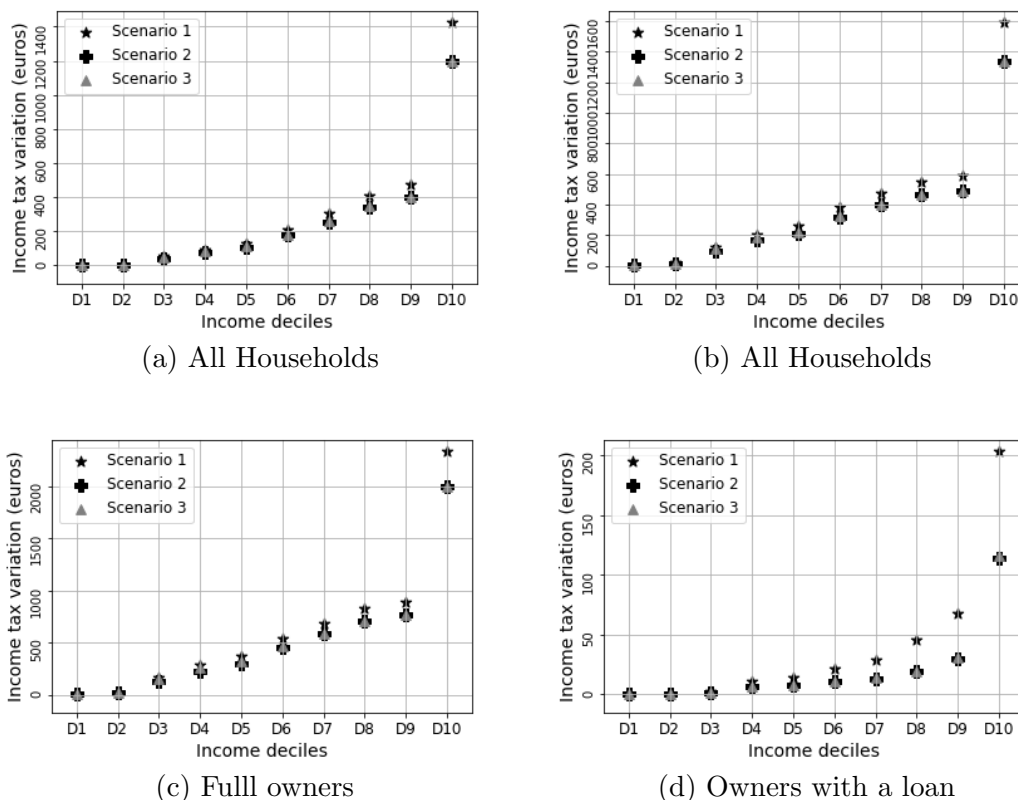 Income tax variation (euros)
1400
1200
1000
800
600
400
200
0
Scenario 1
Scenario 2
Scenario 3
D1 D2 D3 D4 D5 D6 D7 D8 D9 D10
Income deciles
(a) All Households
Income tax variation (euros)
1600
1400
1200
1000
800
600
400
200
0
Scenario 1
Scenario 2
Scenario 3
D1 D2 D3 D4 D5 D6 D7 D8 D9 D10
Income deciles
(b) All Households
Income tax variation (euros)
2000
1500
1000
500
0
Scenario 1
Scenario 2
Scenario 3
D1 D2 D3 D4 D5 D6 D7 D8 D9 D10
Income deciles
(c) Fulll owners
Income tax variation (euros)
200
150
100
50
0
Scenario 1
Scenario 2
Scenario 3
D1 D2 D3 D4 D5 D6 D7 D8 D9 D10
Income deciles
(d) Owners with a loan